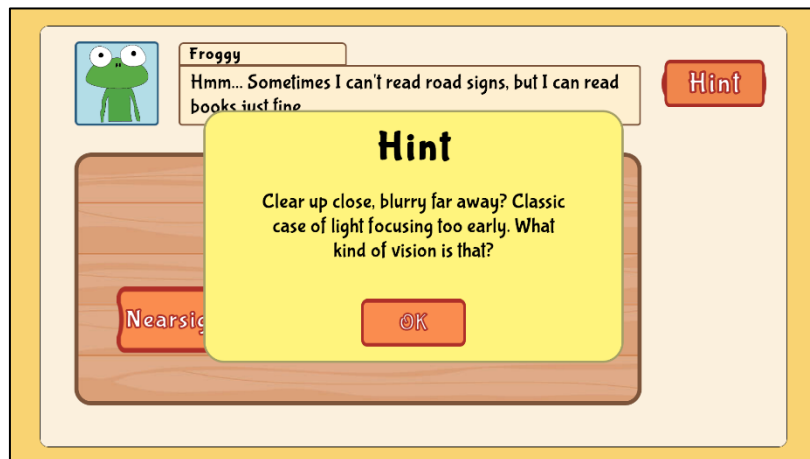 Froggy
Hmm... Sometimes I can't read road signs, but I can read
books just fine
Hint
Hint
Clear up close, blurry far away? Classic
case of light focusing too early. What
kind of vision is that?
Nearsig
OK